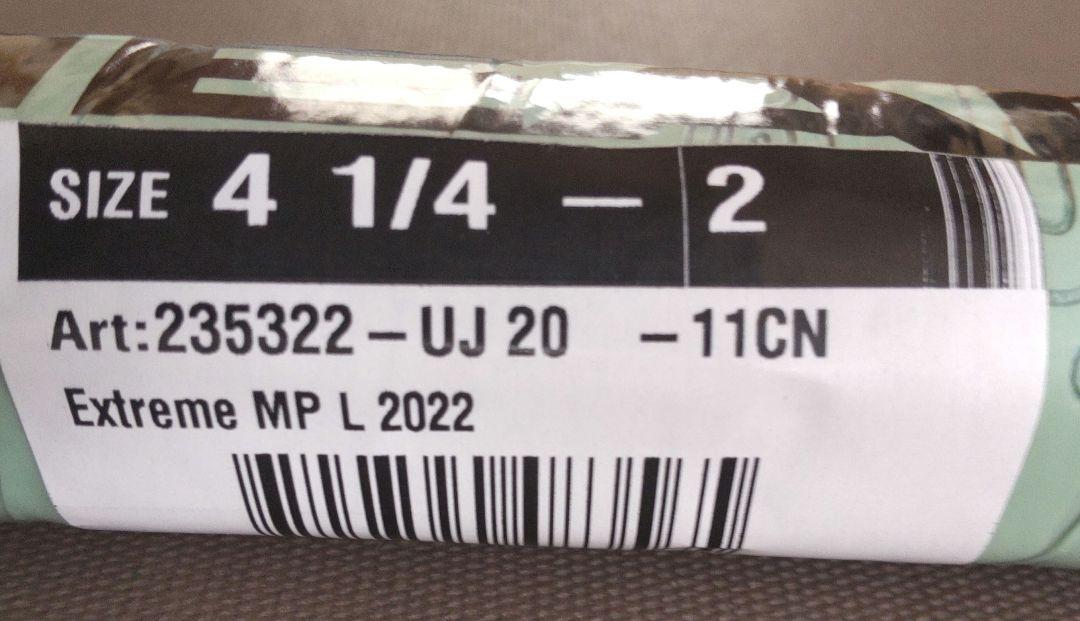 SIZE 4 1/4 — 2
Art:235322-UJ 20 -11CN
Extreme MP L 2022